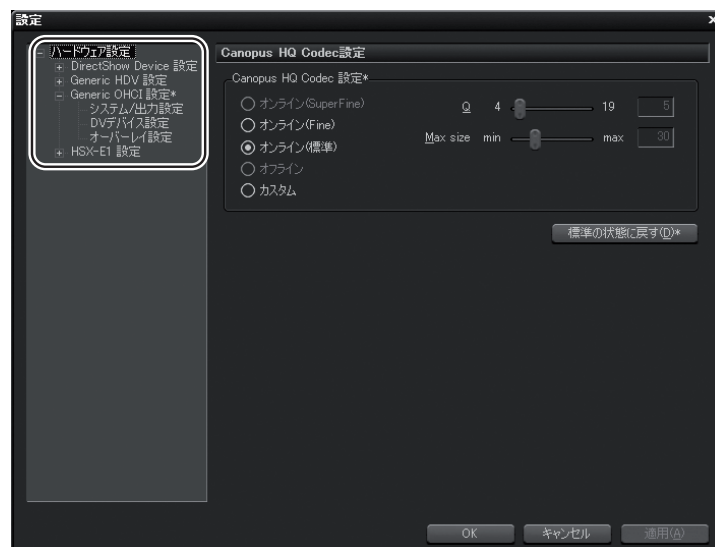 設定
ハードウェア設定
DirectShow Device 設定
Generic HDV 設定
Generic OHCI 設定*
システム/出力設定
DVデバイス設定
オーバーレイ設定
HSX-E1 設定
Canopus HQ Codec設定
Canopus HQ Codec 設定*
オンライン(SuperFine)
オンライン(Fine)
オンライン(標準)
オフライン
カスタム
Q 4 19 5
Max size min max 30
標準の状態に戻す(D)*
OK キャンセル 適用(A)